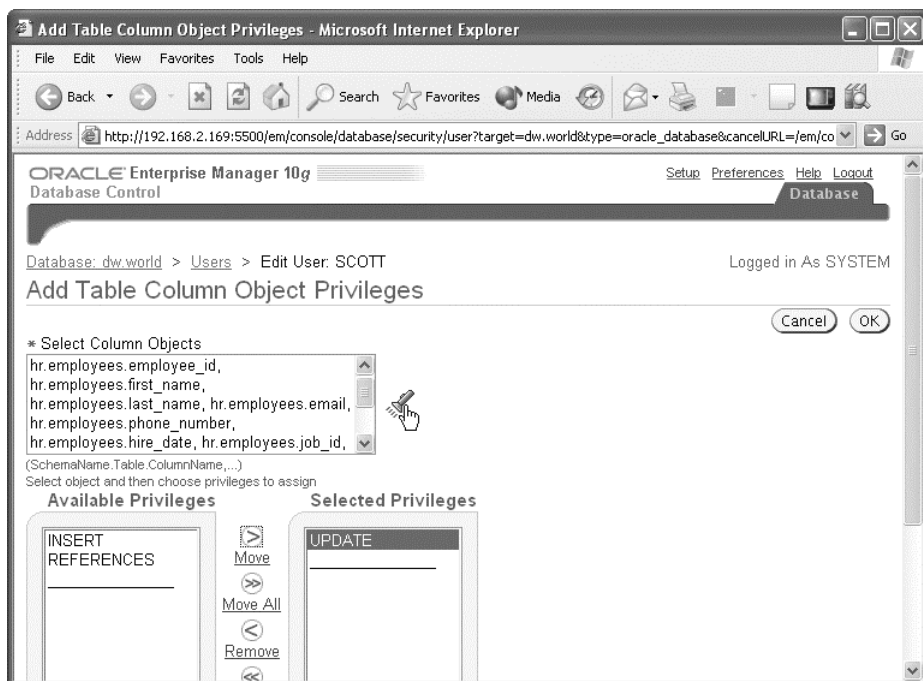 Add Table Column Object Privileges - Microsoft Internet Explorer
File Edit View Favorites Tools Help
Back Search Favorites Media
Address http://192.168.2.169:5500/em/console/database/security/user?target=dw.world&type=oracle_database&cancelURL=/em/co Go
ORACLE Enterprise Manager 10g
Database Control
Setup Preferences Help Logout
Database
Database: dw.world > Users > Edit User: SCOTT
Logged in As SYSTEM
Add Table Column Object Privileges
Cancel OK
* Select Column Objects
hr.employees.employee_id,
hr.employees.first_name,
hr.employees.last_name, hr.employees.email,
hr.employees.phone_number,
hr.employees.hire_date, hr.employees.job_id,
(SchemaName.Table.ColumnName,...)
Select object and then choose privileges to assign
Available Privileges
Selected Privileges
INSERT
REFERENCES
Move
Move All
Remove
UPDATE